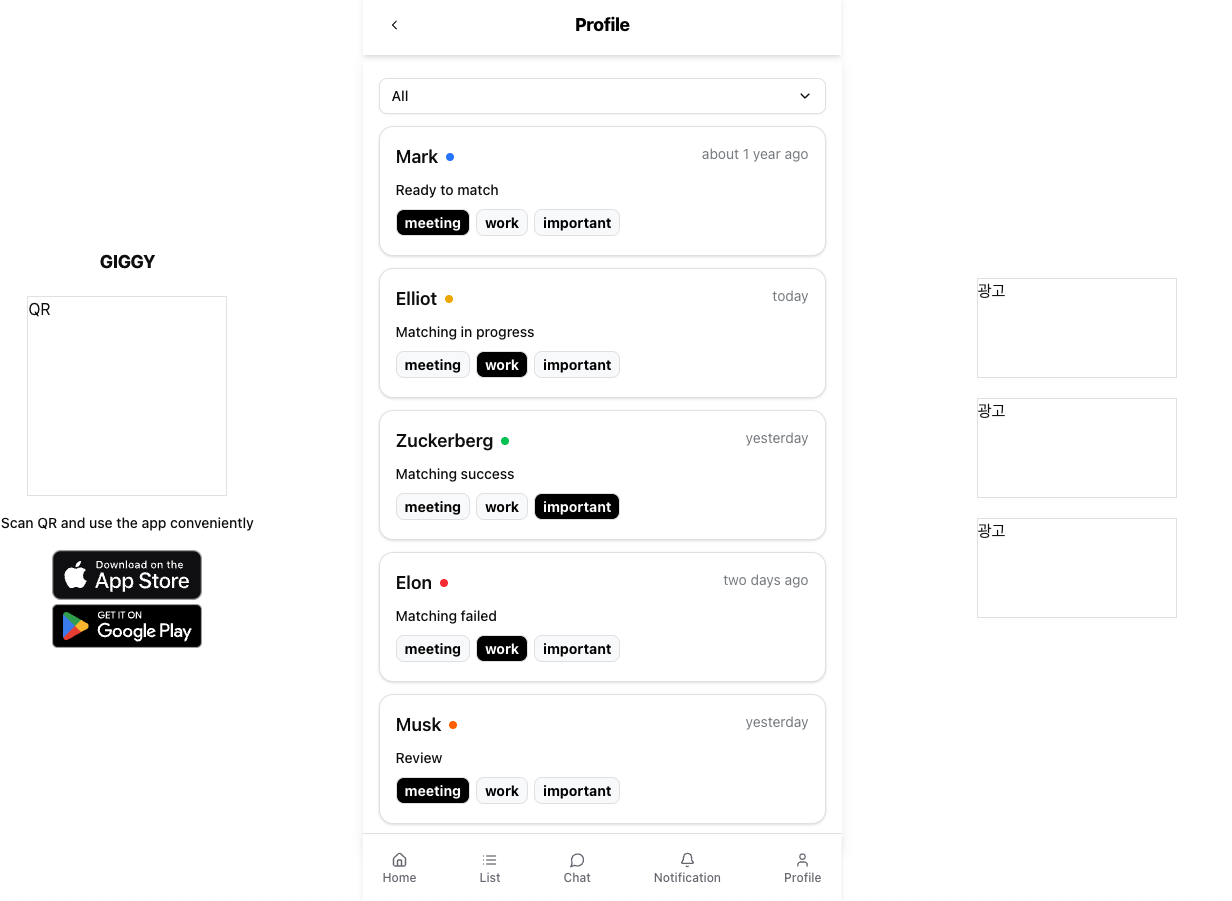 Profile
All
Mark
about 1 year ago
Ready to match
meeting work important
Elliot
today
Matching in progress
meeting work important
Zuckerberg
yesterday
Matching success
meeting work important
Elon
two days ago
Matching failed
meeting work important
Musk
yesterday
Review
meeting work important
Home List Chat Notification Profile
GIGGY
QR
Scan QR and use the app conveniently
Download on the
App Store
GET IT ON
Google Play
광고
광고
광고